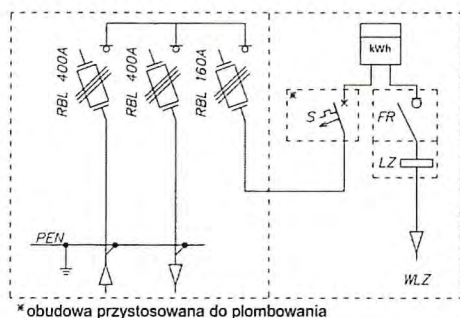 kWh
RBL 400A
RBL 400A
RBL 160A
*
S
FR
LZ
PEN
WLZ
* obudowa przystosowana do plombowania